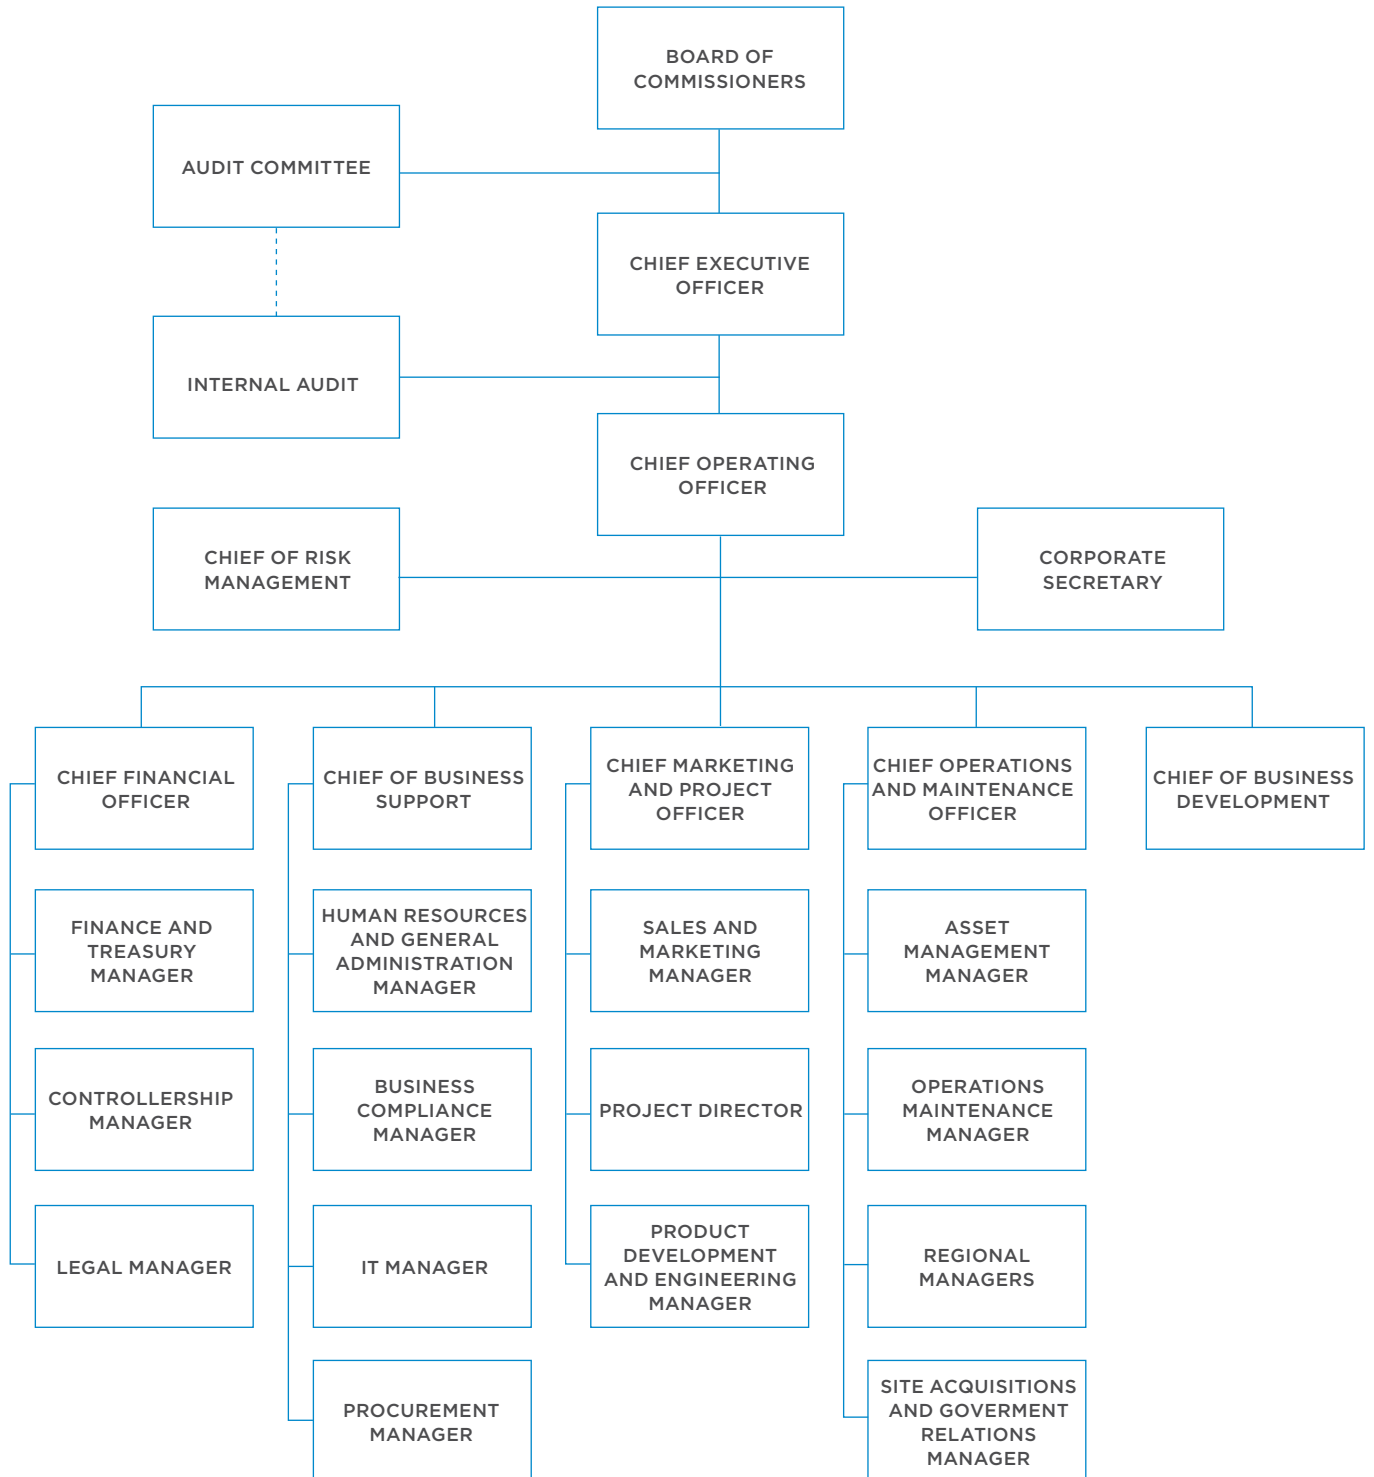 BOARD OF
COMMISSIONERS
AUDIT COMMITTEE
CHIEF EXECUTIVE
OFFICER
INTERNAL AUDIT
CHIEF OPERATING
OFFICER
CHIEF OF RISK
MANAGEMENT
CORPORATE
SECRETARY
CHIEF FINANCIAL
OFFICER
CHIEF OF BUSINESS
SUPPORT
CHIEF MARKETING
AND PROJECT
OFFICER
CHIEF OPERATIONS
AND MAINTENANCE
OFFICER
CHIEF OF BUSINESS
DEVELOPMENT
FINANCE AND
TREASURY
MANAGER
HUMAN RESOURCES
AND GENERAL
ADMINISTRATION
MANAGER
SALES AND
MARKETING
MANAGER
ASSET
MANAGEMENT
MANAGER
CONTROLLERSHIP
MANAGER
BUSINESS
COMPLIANCE
MANAGER
PROJECT DIRECTOR
OPERATIONS
MAINTENANCE
MANAGER
LEGAL MANAGER
IT MANAGER
PRODUCT
DEVELOPMENT
AND ENGINEERING
MANAGER
REGIONAL
MANAGERS
PROCUREMENT
MANAGER
SITE ACQUISITIONS
AND GOVERMENT
RELATIONS
MANAGER